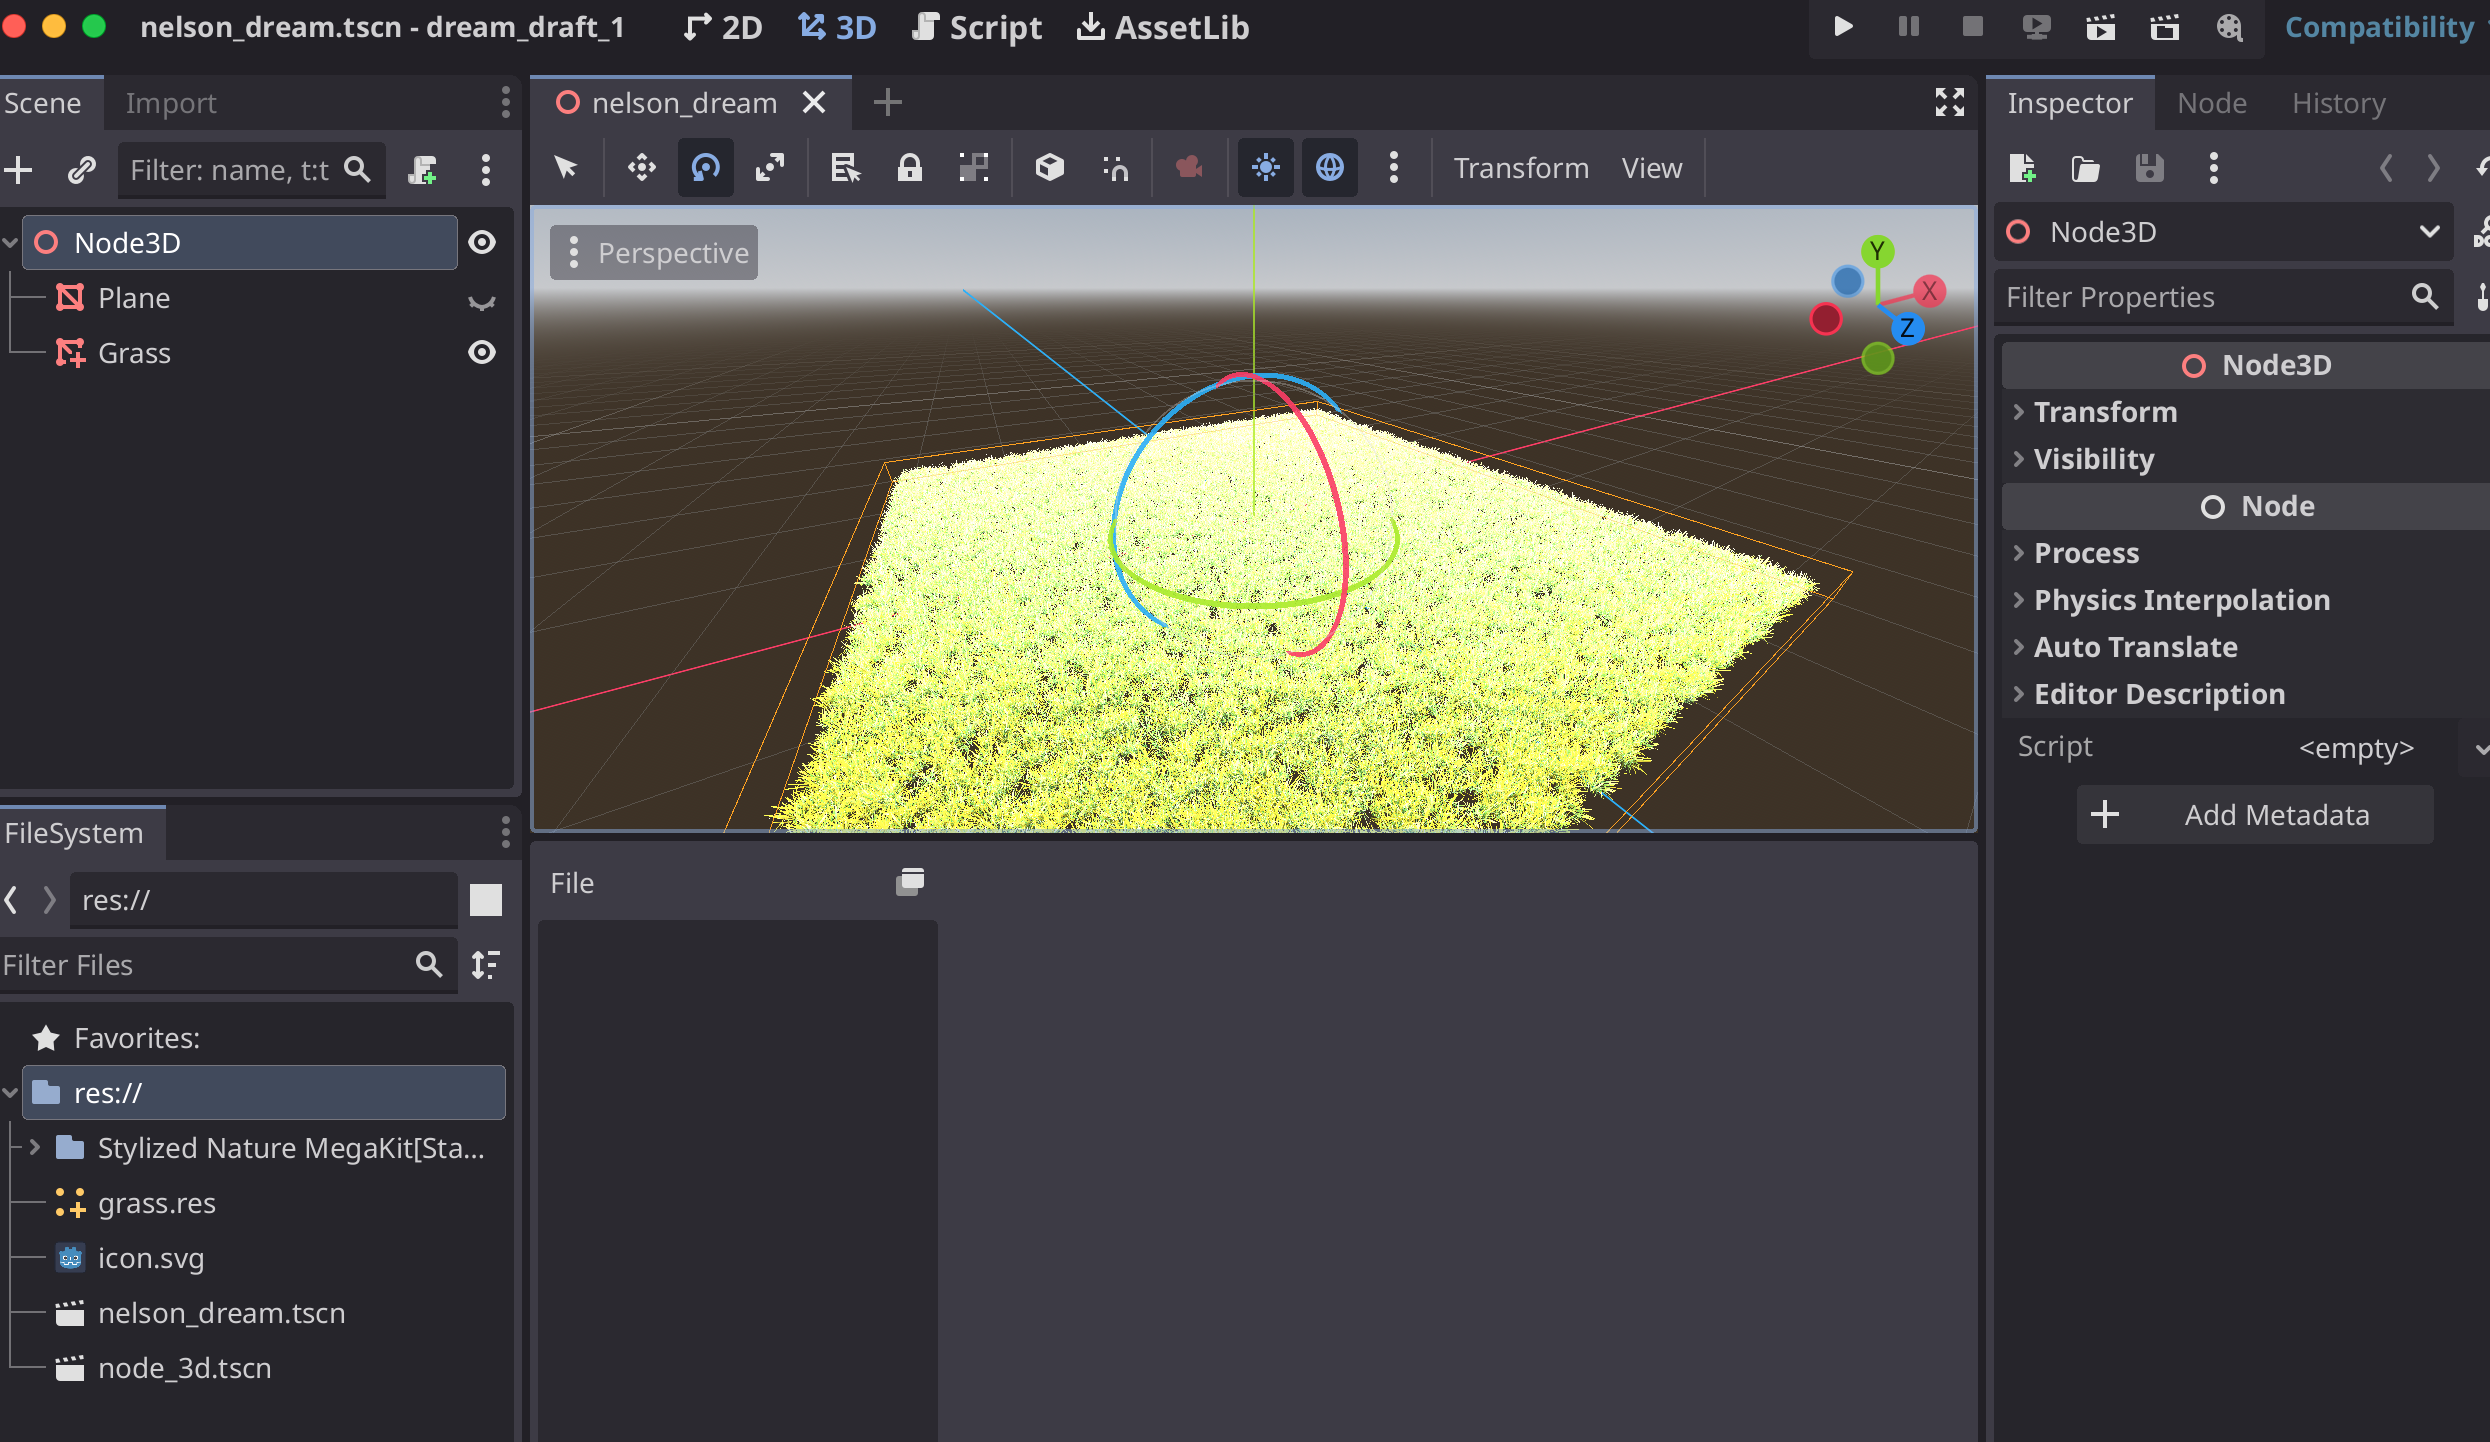 nelson_dream.tscn - dream_draft_1
2D
3D
Script
AssetLib
Compatibility
Scene
Import
Filter: name, t:t
Node3D
Plane
Grass
nelson_dream
Transform
View
Perspective
Y
X
Z
Inspector
Node
History
Node3D
Filter Properties
Node3D
Transform
Visibility
Node
Process
Physics Interpolation
Auto Translate
Editor Description
Script
<empty>
Add Metadata
FileSystem
res://
Filter Files
Favorites:
res://
Stylized Nature MegaKit[Sta...
grass.res
icon.svg
nelson_dream.tscn
node_3d.tscn
File